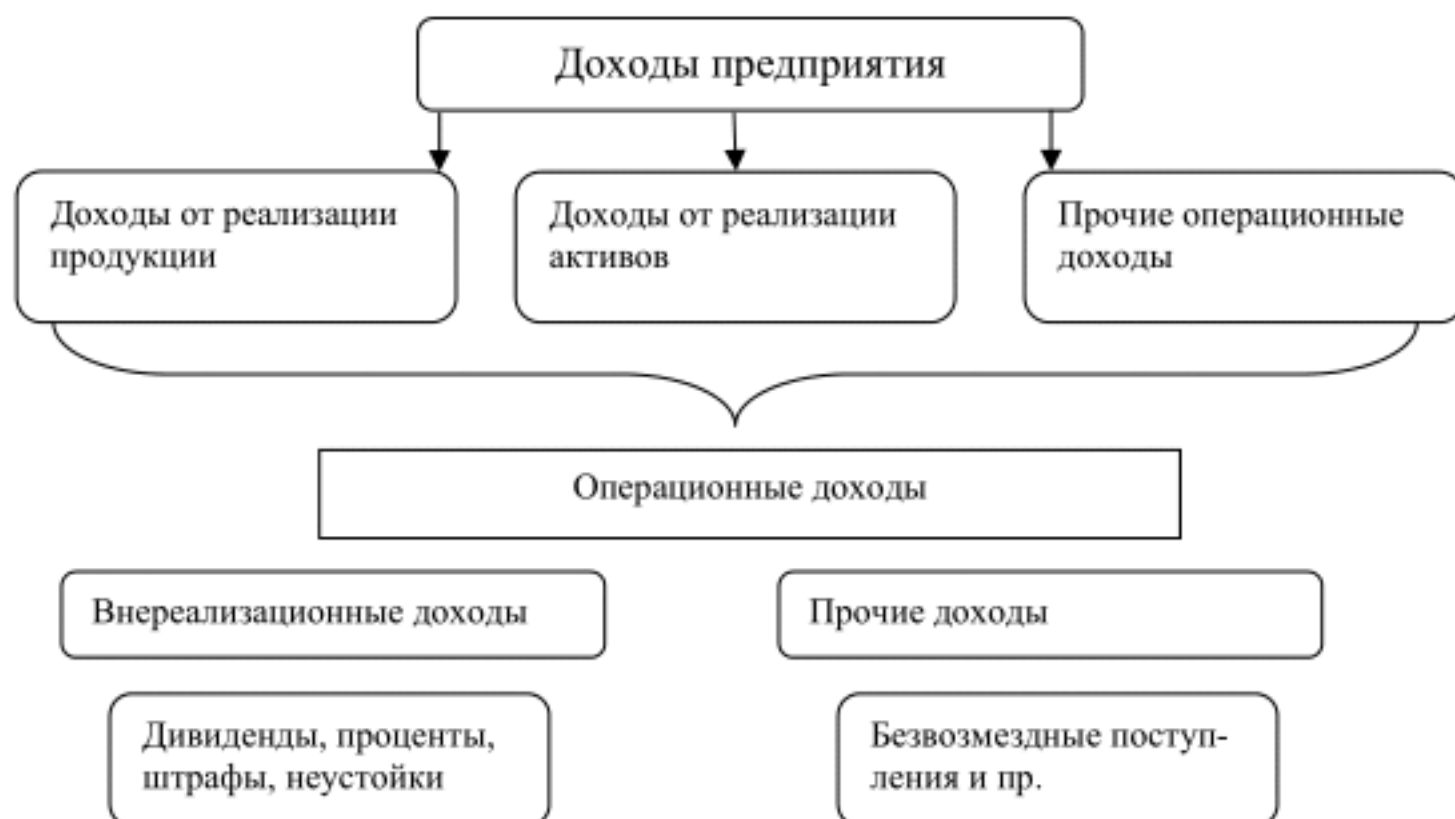 Доходы предприятия
Доходы от реализации
продукции
Доходы от реализации
активов
Прочие операционные
доходы
Операционные доходы
Внереализационные доходы
Прочие доходы
Дивиденды, проценты,
штрафы, неустойки
Безвозмездные поступ-
ления и пр.